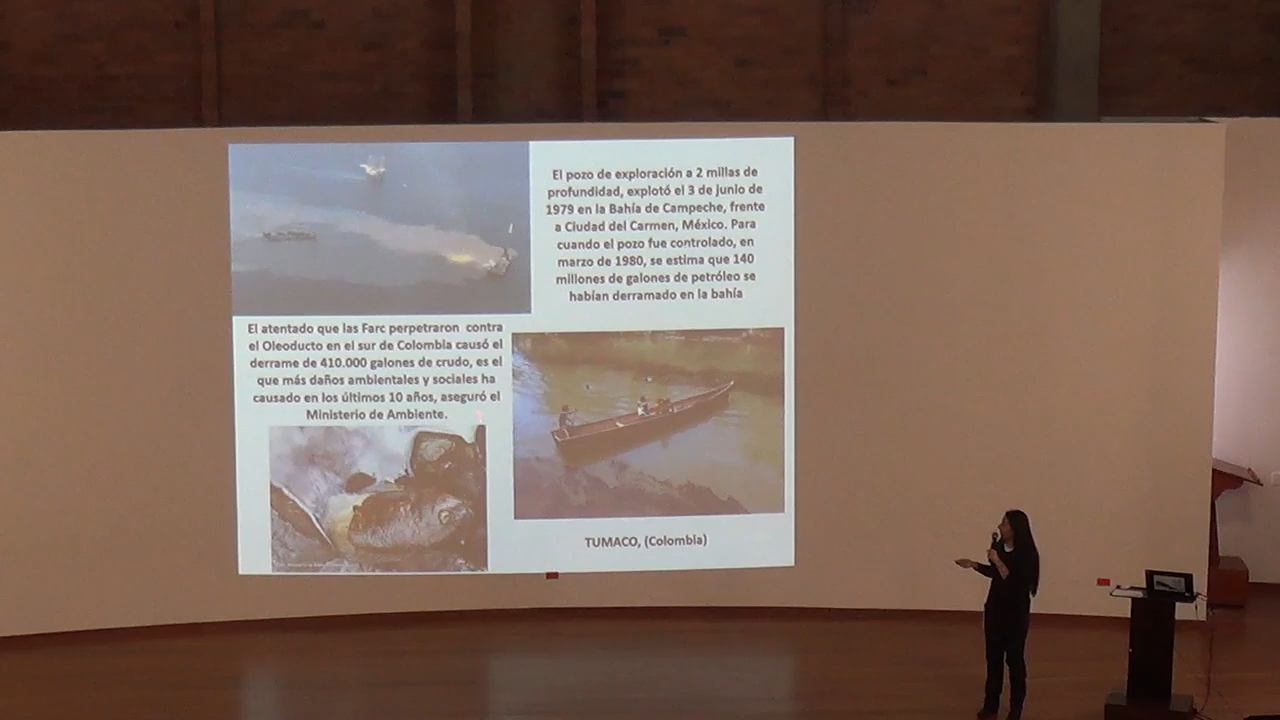 El pozo de exploración a 2 millas de
profundidad, explotó el 3 de junio de
1979 en la Bahía de Campeche, frente
a Ciudad del Carmen, México. Para
cuando el pozo fue controlado, en
marzo de 1980, se estima que 140
millones de galones de petróleo se
habían derramado en la bahía
El atentado que las Farc perpetraron contra
el Oleoducto en el sur de Colombia causó el
derrame de 410.000 galones de crudo, es el
que más daños ambientales y sociales ha
causado en los últimos 10 años, aseguró el
Ministerio de Ambiente.
TUMACO, (Colombia)